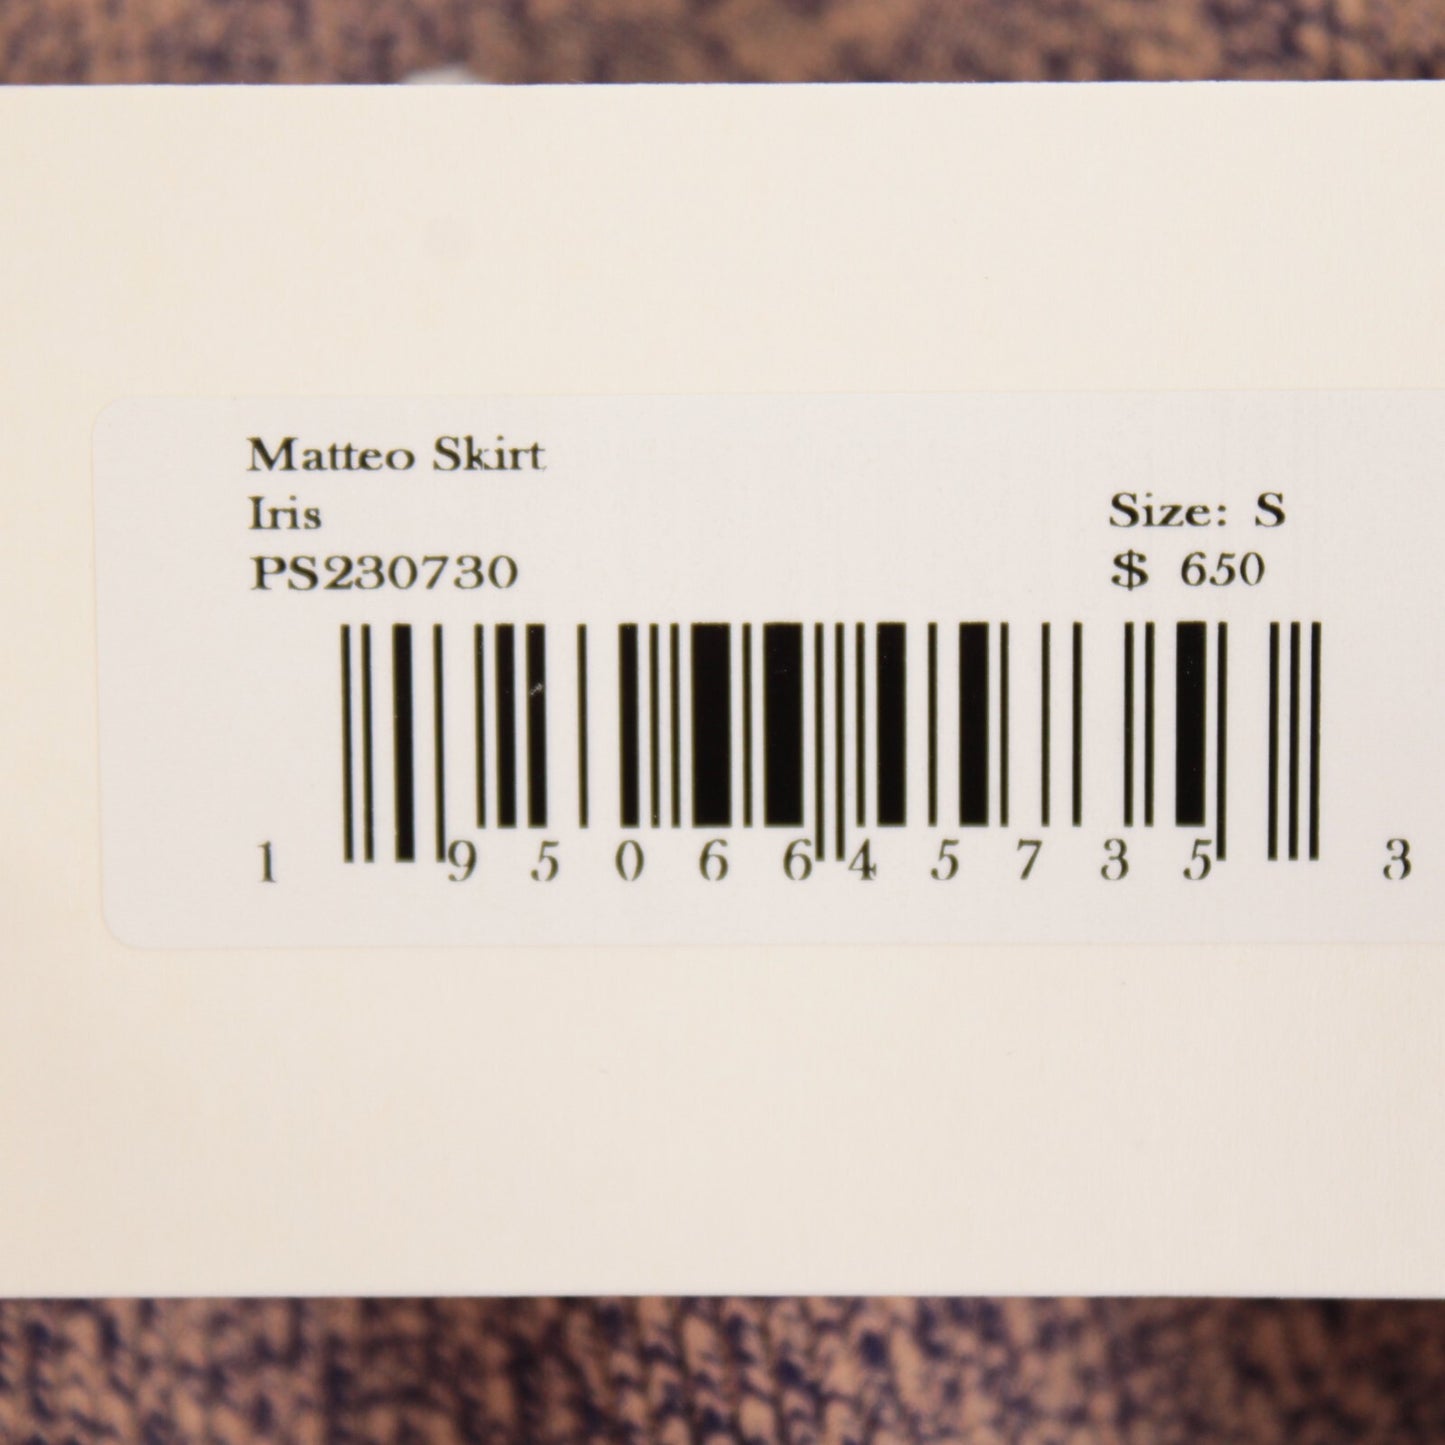 Matteo Skirt
Iris
Size: S
PS230730
$ 650
1 95066 45735 3